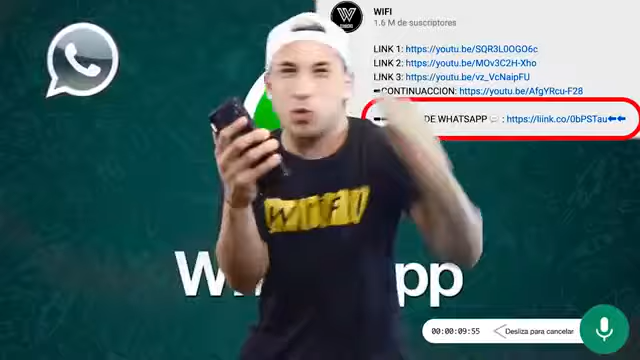 WIFI
1.6 M de suscriptores
LINK 1: https://youtu.be/SQR3L0OGO6c
LINK 2: https://youtu.be/MOv3C2H-Xho
LINK 3: https://youtu.be/vz_VcNaipFU
➡CONTINUACCION: https://youtu.be/AfgYRcu-F28
DE WHATSAPP 💬 : https://liink.co/0bPSTau⬅⬅
WIFI
Wh pp
00:00:09:55 Desliza para cancelar